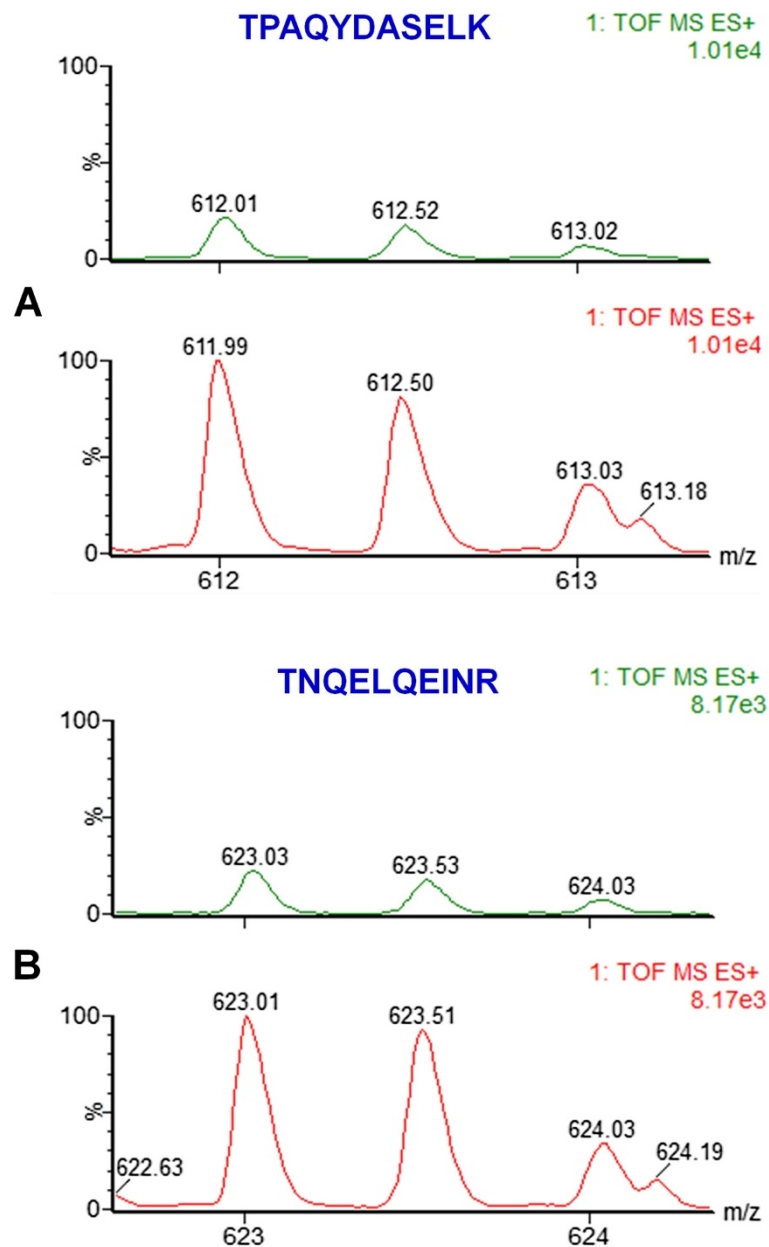 TPAQYDASELK
1: TOF MS ES+
1.01e4
100
%
0
612.01
612.52
613.02
A
1: TOF MS ES+
1.01e4
100
%
0
611.99
612.50
613.03
613.18
m/z
612
613
TNQELQEINR
1: TOF MS ES+
8.17e3
100
%
0
623.03
623.53
624.03
B
1: TOF MS ES+
8.17e3
100
%
0
622.63
623.01
623.51
624.03
624.19
m/z
623
624